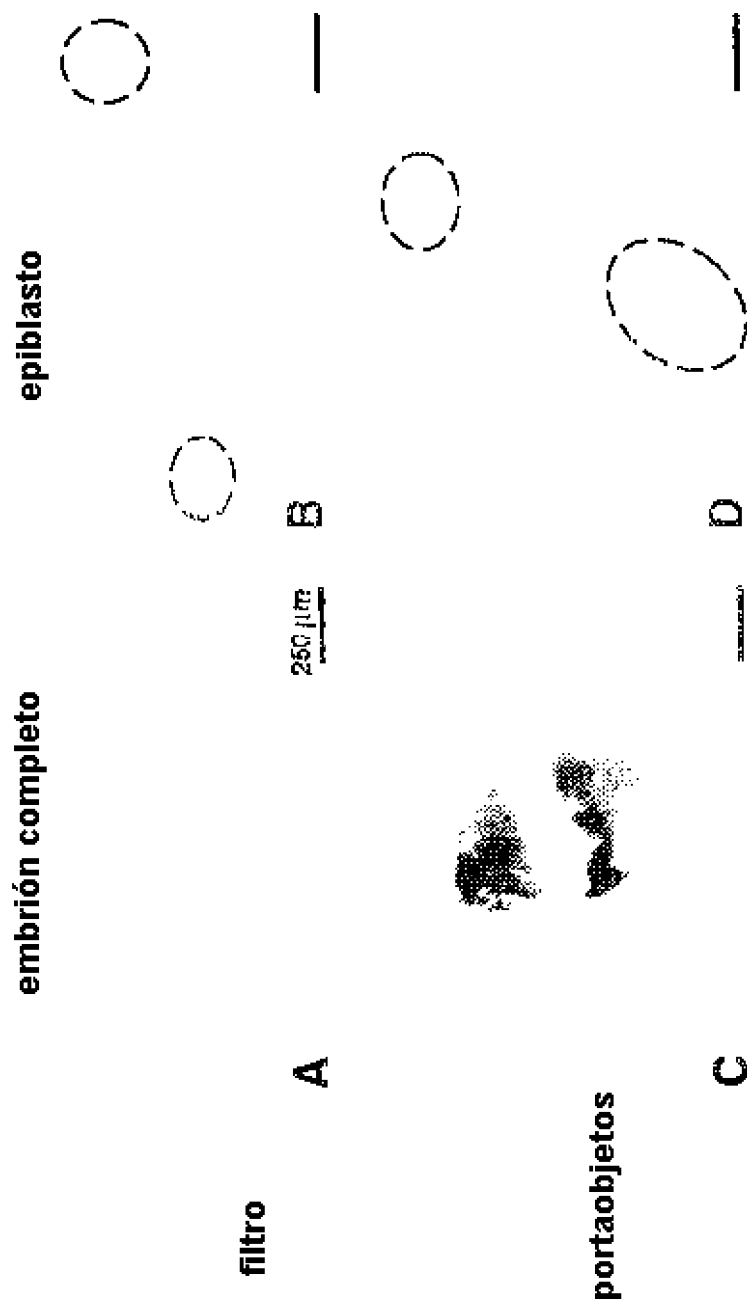 embrión completo
epiblasto
filtro
A
250 µm
B
portaobjetos
C
D